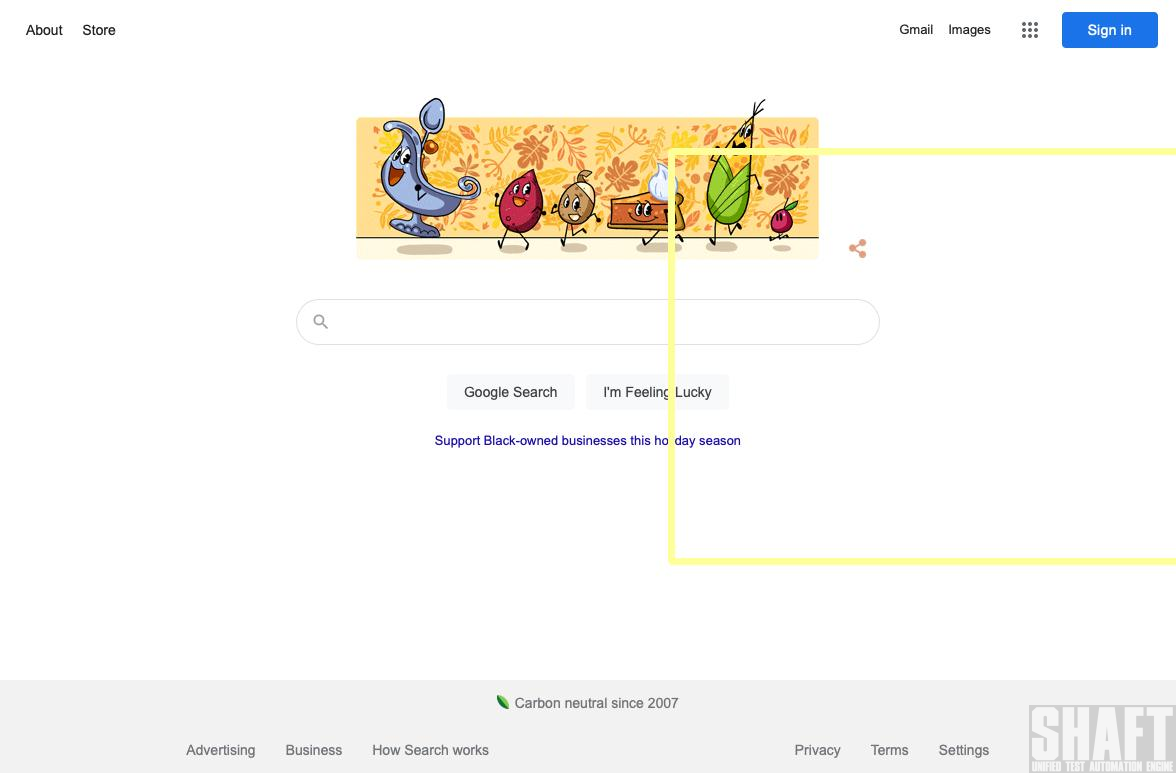 About Store Gmail Images Sign in
Google Search I'm Feeling Lucky
Support Black-owned businesses this holiday season
Carbon neutral since 2007
Advertising Business How Search works Privacy Terms Settings
SHAFT
UNIFIED TEST AUTOMATION ENGINE